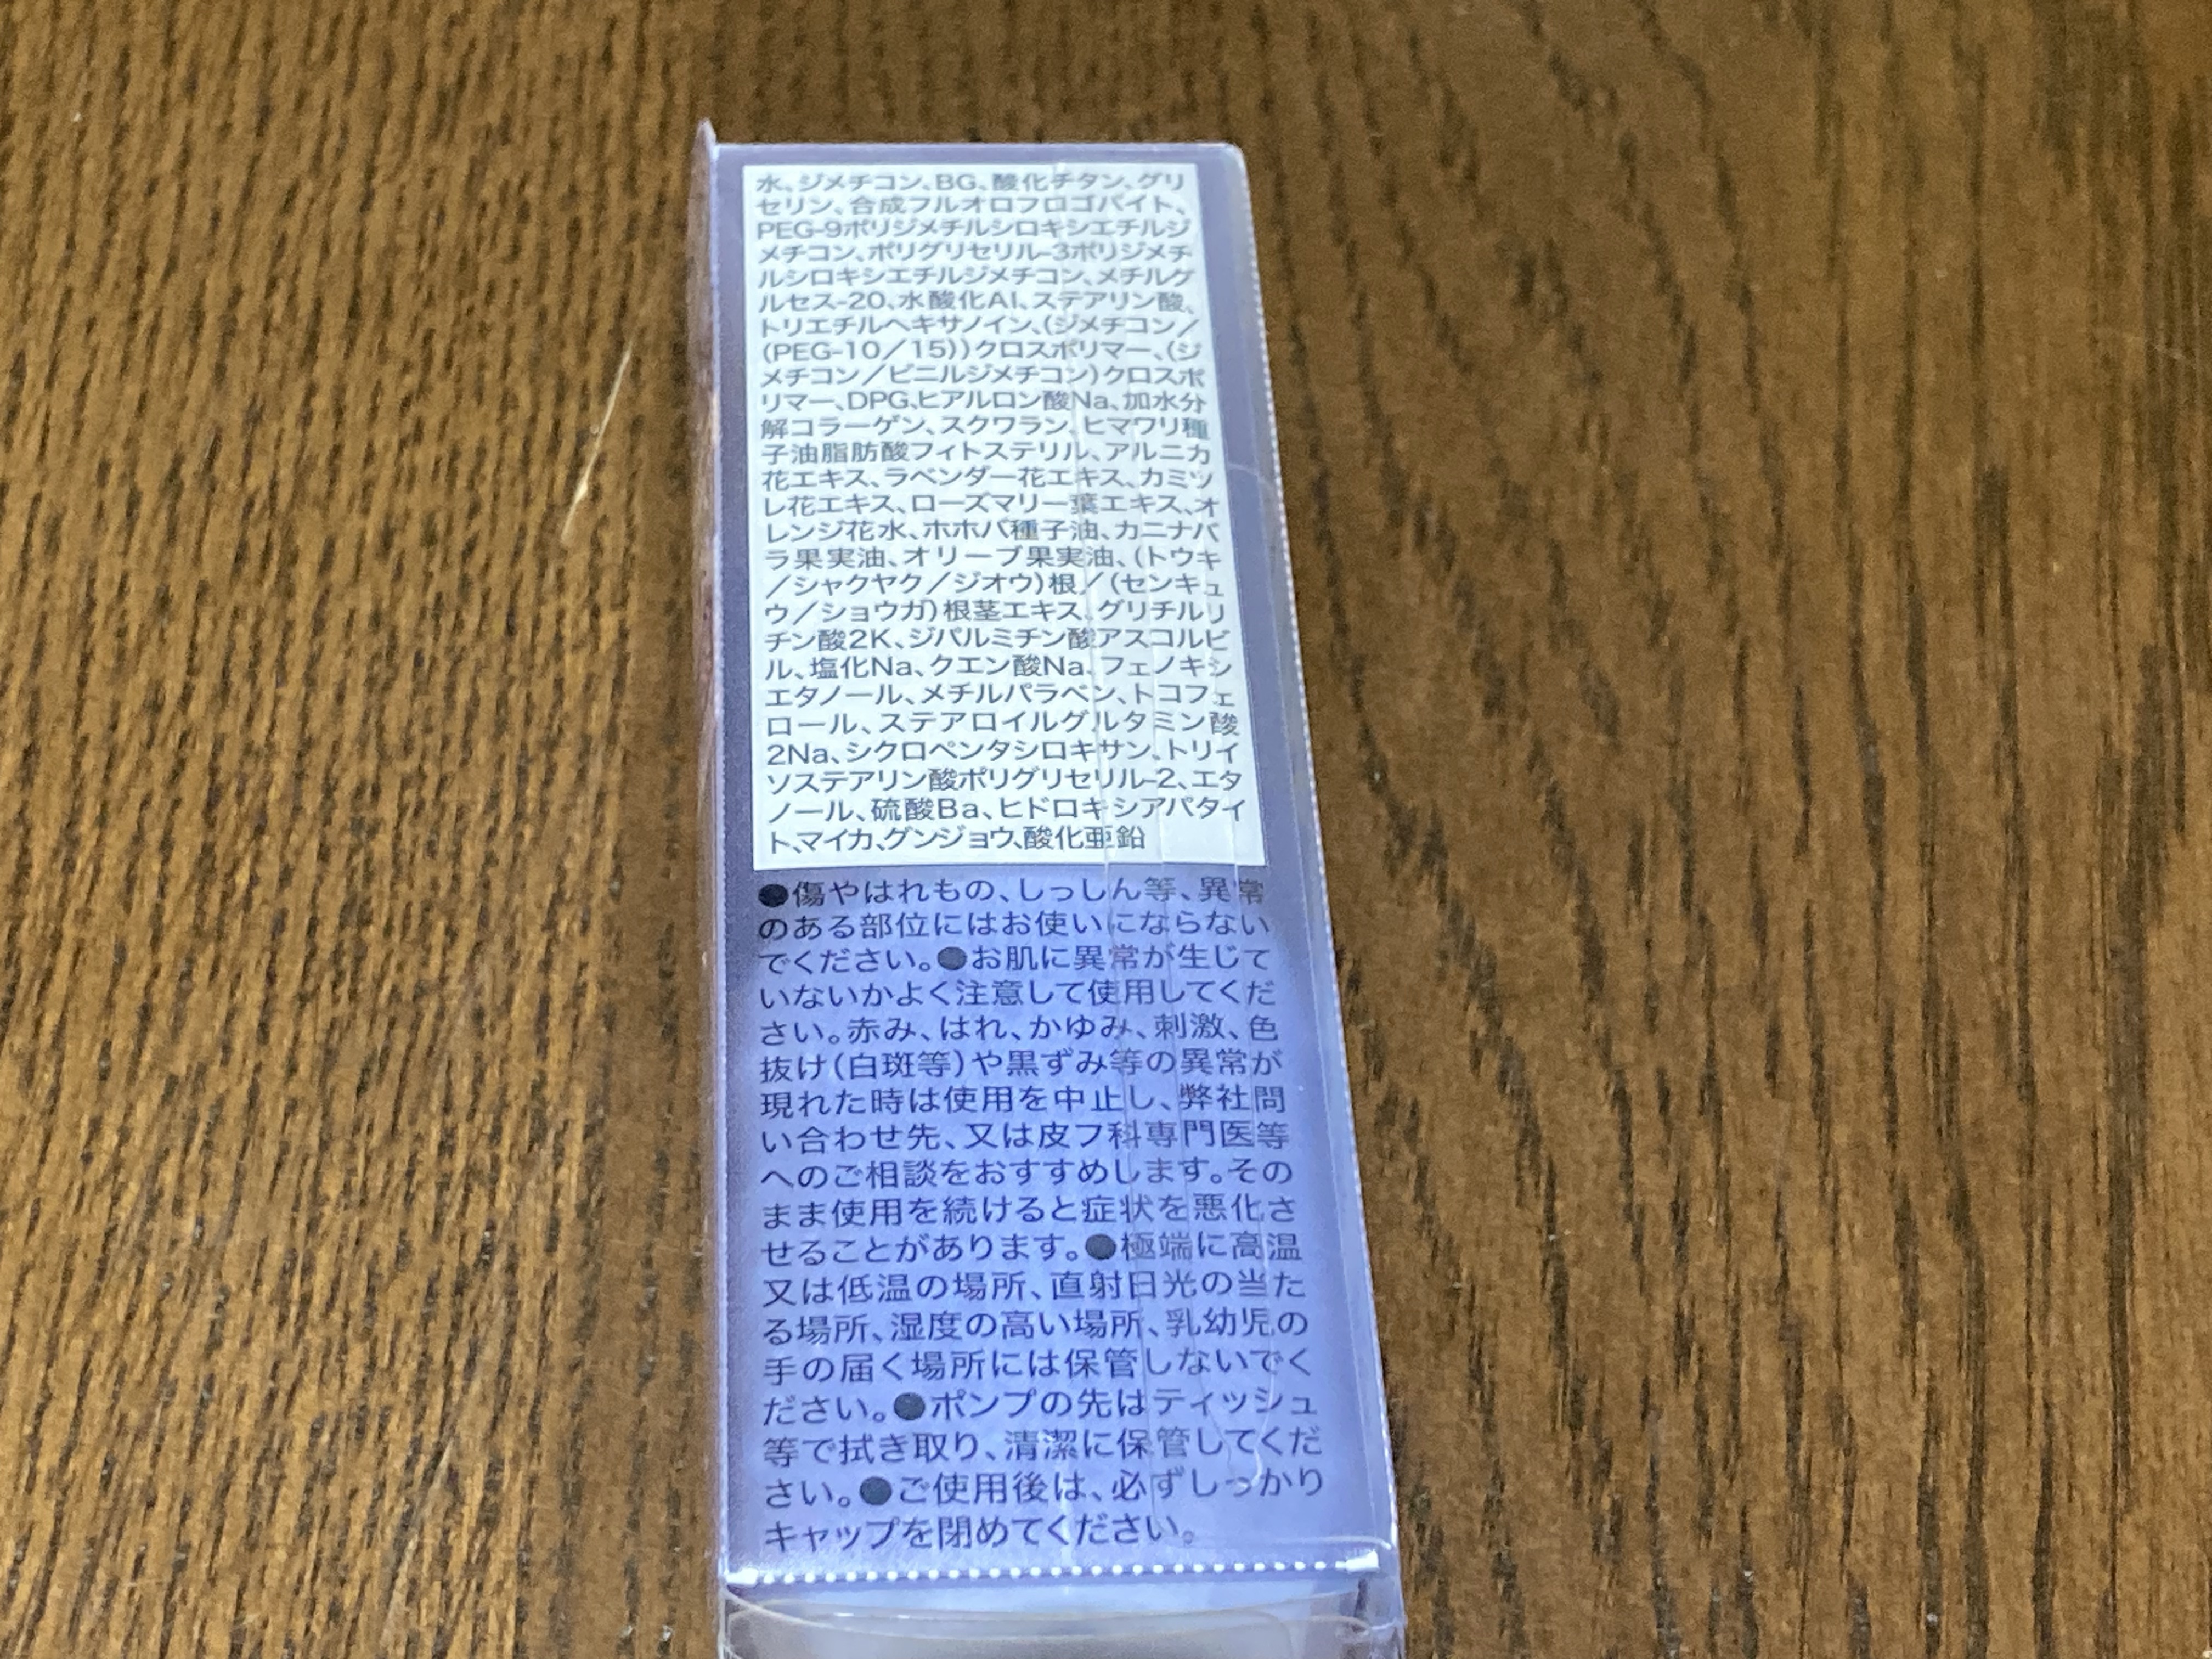 水、ジメチコン、BG、酸化チタン、グリ
セリン、合成フルオロフロゴパイト、
PEG-9ポリジメチルシロキシエチルジ
メチコン、ポリグリセリル-3ポリジメチ
ルシロキシエチルジメチコン、メチルグ
ルセス-20、水酸化Al、ステアリン酸、
トリエチルヘキサノイン、(ジメチコン／
(PEG-10／15))クロスポリマー、(ジ
メチコン／ビニルジメチコン)クロスポ
リマー、DPG、ヒアルロン酸Na、加水分
解コラーゲン、スクワラン、ヒマワリ種
子油脂肪酸フィトステリル、アルニカ
花エキス、ラベンダー花エキス、カミツ
レ花エキス、ローズマリー葉エキス、オ
レンジ花水、ホホバ種子油、カニナバ
ラ果実油、オリーブ果実油、(トウキ
／シャクヤク／ジオウ)根／(センキュ
ウ／ショウガ)根茎エキス、グリチルリ
チン酸2K、ジパルミチン酸アスコルビ
ル、塩化Na、クエン酸Na、フェノキシ
エタノール、メチルパラベン、トコフェ
ロール、ステアロイルグルタミン酸
2Na、シクロペンタシロキサン、トリイ
ソステアリン酸ポリグリセリル-2、エタ
ノール、硫酸Ba、ヒドロキシアパタイ
ト、マイカ、グンジョウ、酸化亜鉛
●傷やはれもの、しっしん等、異常
のある部位にはお使いにならない
でください。●お肌に異常が生じて
いないかよく注意して使用してくだ
さい。赤み、はれ、かゆみ、刺激、色
抜け(白斑等)や黒ずみ等の異常が
現れた時は使用を中止し、弊社問
い合わせ先、又は皮フ科専門医等
へのご相談をおすすめします。その
まま使用を続けると症状を悪化さ
せることがあります。●極端に高温
又は低温の場所、直射日光の当た
る場所、湿度の高い場所、乳幼児の
手の届く場所には保管しないでく
ださい。●ポンプの先はティッシュ
等で拭き取り、清潔に保管してくだ
さい。●ご使用後は、必ずしっかり
キャップを閉めてください。